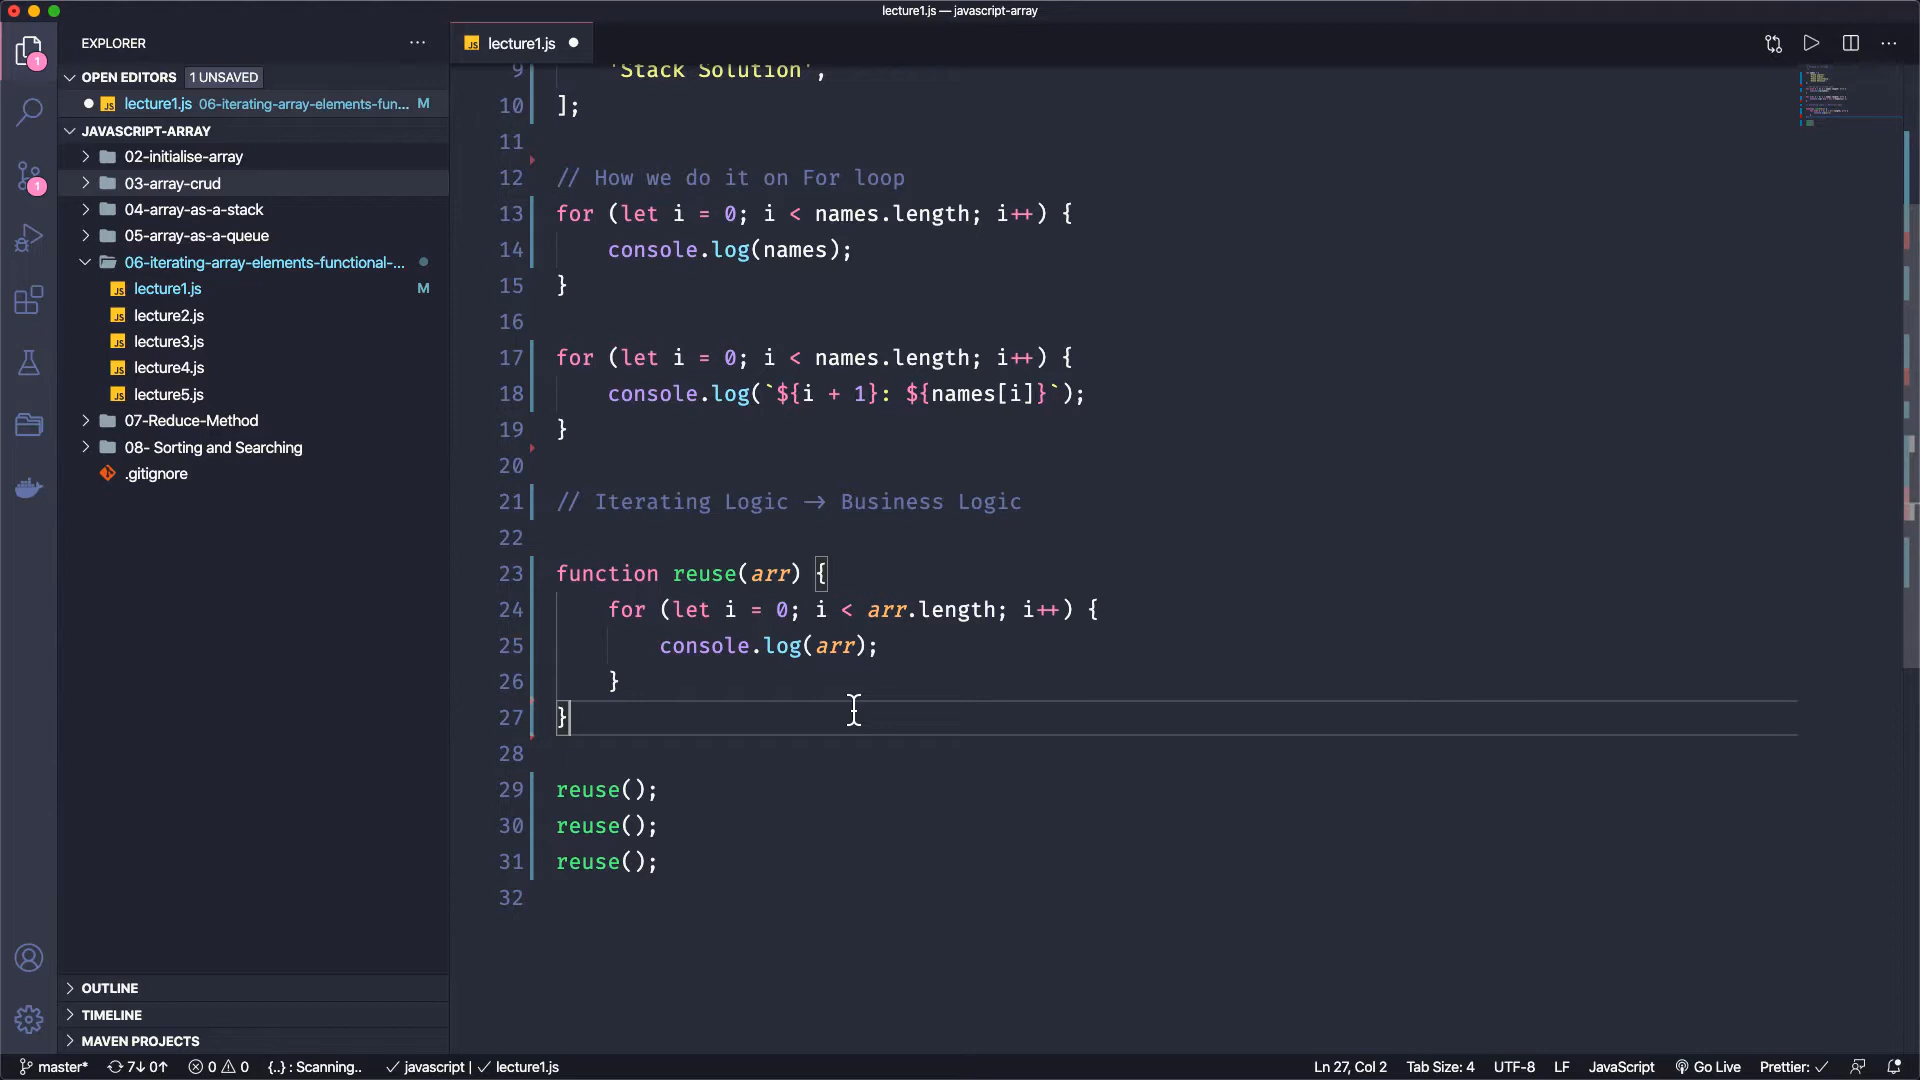 lecture1.js — javascript-array
EXPLORER
OPEN EDITORS 1 UNSAVED
lecture1.js 06-iterating-array-elements-fun... M
JAVASCRIPT-ARRAY
02-initialise-array
03-array-crud
04-array-as-a-stack
05-array-as-a-queue
06-iterating-array-elements-functional-...
JS lecture1.js M
JS lecture2.js
JS lecture3.js
JS lecture4.js
JS lecture5.js
07-Reduce-Method
08- Sorting and Searching
.gitignore
OUTLINE
TIMELINE
MAVEN PROJECTS
1
1
JS lecture1.js
9 'Stack Solution',
10 ];
11
12 // How we do it on For loop
13 for (let i = 0; i < names.length; i++) {
14 console.log(names);
15 }
16
17 for (let i = 0; i < names.length; i++) {
18 console.log(`${i + 1}: ${names[i]}`);
19 }
20
21 // Iterating Logic → Business Logic
22
23 function reuse(arr) {
24 for (let i = 0; i < arr.length; i++) {
25 console.log(arr);
26 }
27 }
28
29 reuse();
30 reuse();
31 reuse();
32
master* 7↓ 0↑ 0 0 {..} : Scanning.. ✓ javascript | ✓ lecture1.js Ln 27, Col 2 Tab Size: 4 UTF-8 LF JavaScript Go Live Prettier: ✓